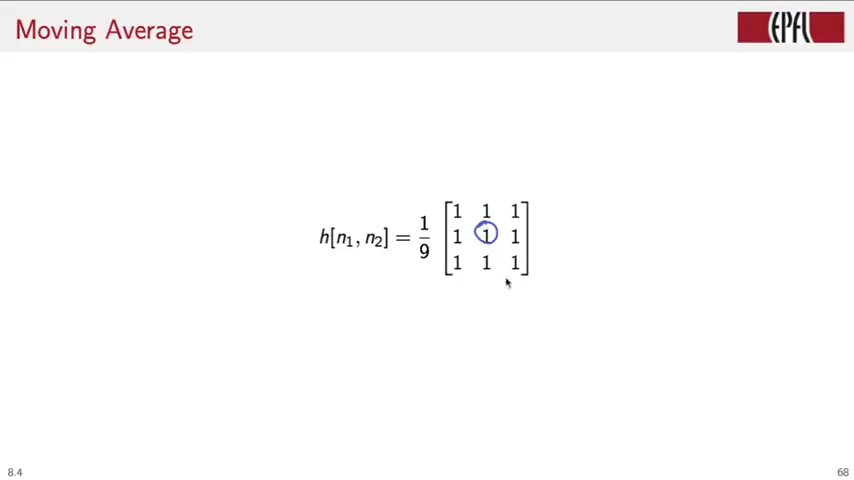 Moving Average
EPFL
h[n₁, n₂] = 1/9 [1 1 1
1 1 1
1 1 1]
8.4
68